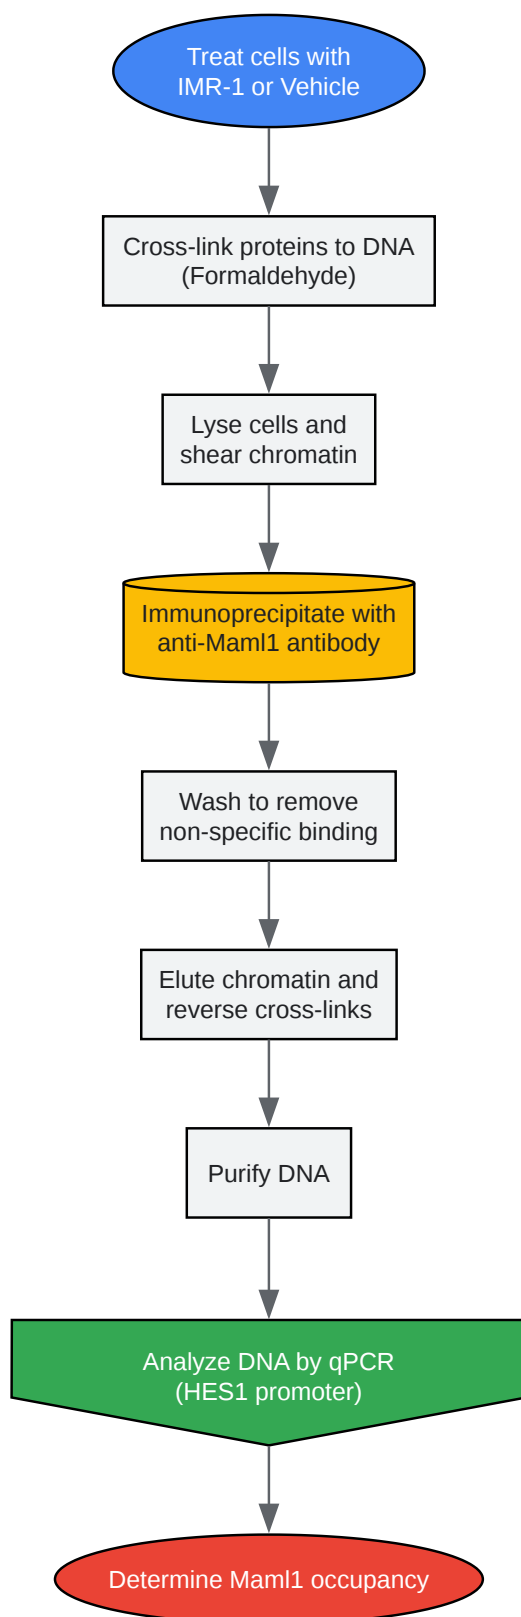 Treat cells with
IMR-1 or Vehicle
Cross-link proteins to DNA
(Formaldehyde)
Lyse cells and
shear chromatin
Immunoprecipitate with
anti-Maml1 antibody
Wash to remove
non-specific binding
Elute chromatin and
reverse cross-links
Purify DNA
Analyze DNA by qPCR
(HES1 promoter)
Determine Maml1 occupancy